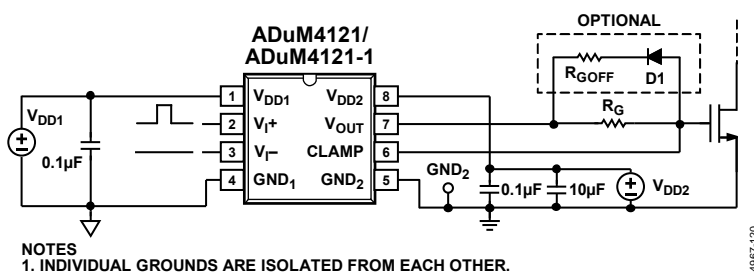 OPTIONAL
ADuM4121/
ADuM4121-1
RGOFF
D1
1
VDD1
VDD2
8
RG
VDD1
2
VI+
VOUT
7
0.1µF
3
VI–
CLAMP
6
GND2
4
GND1
GND2
5
0.1µF
10µF
VDD2
NOTES
1. INDIVIDUAL GROUNDS ARE ISOLATED FROM EACH OTHER.